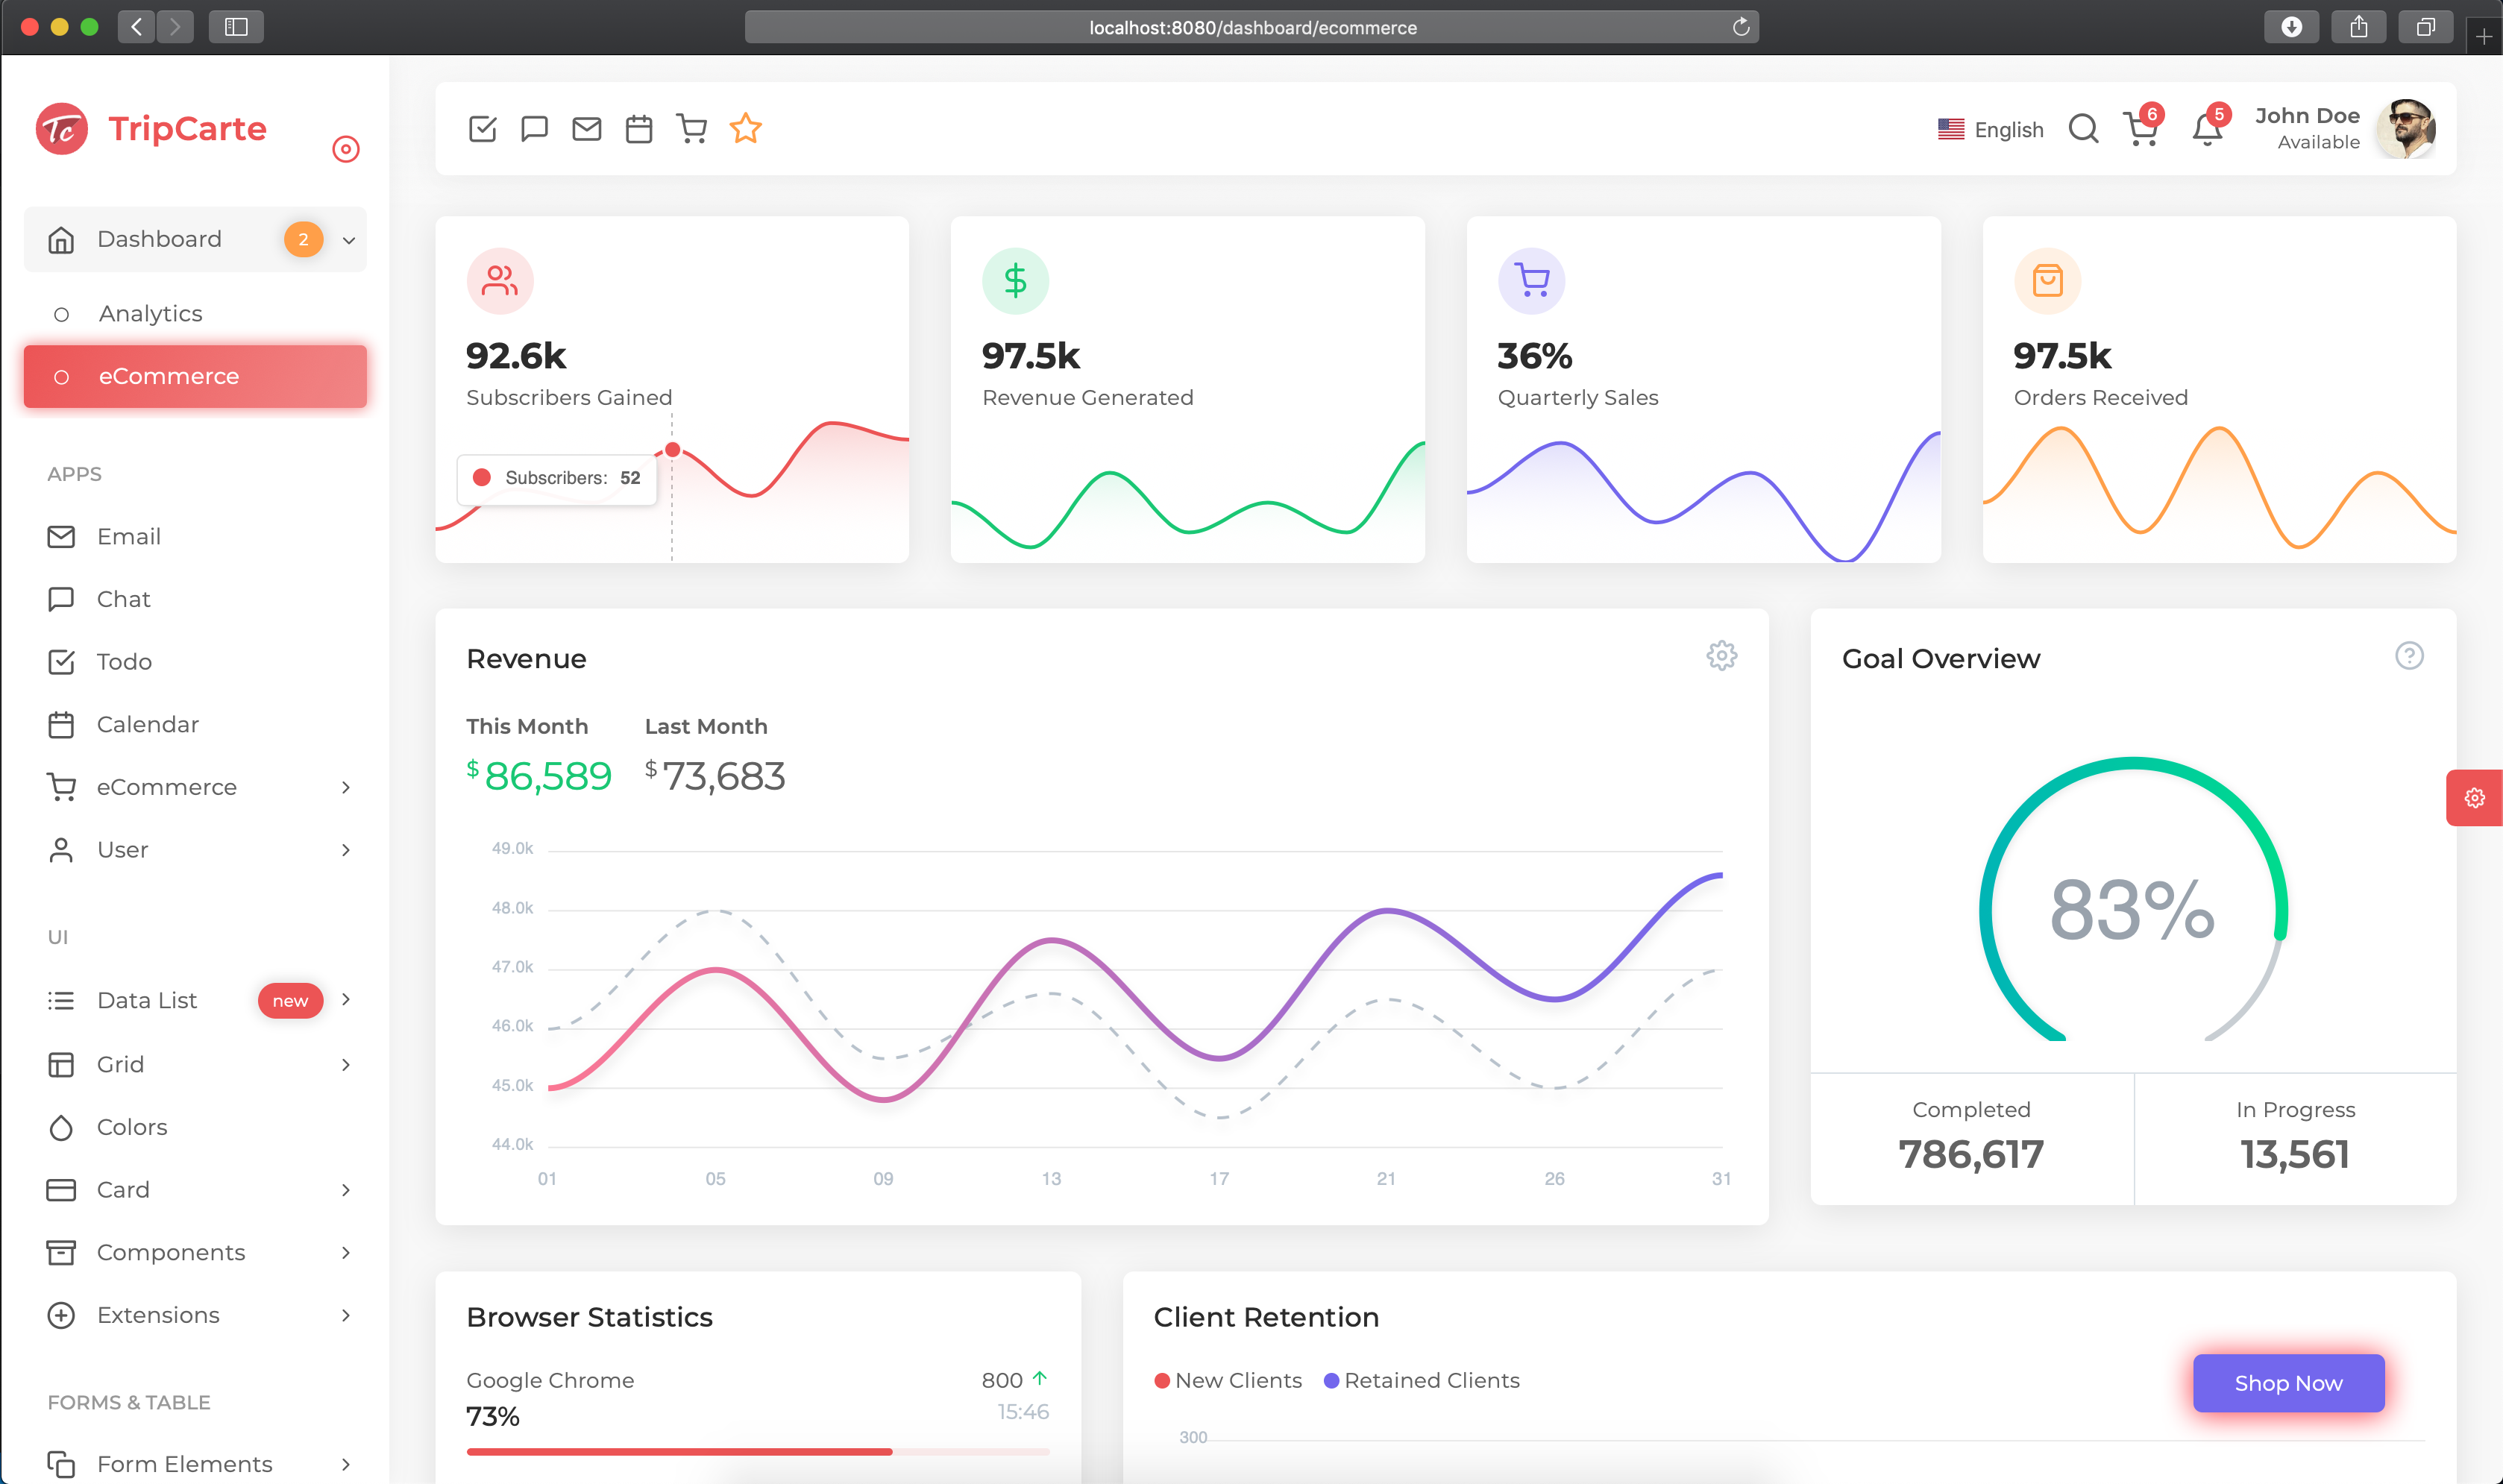 localhost:8080/dashboard/ecommerce
Tc TripCarte
English
6
5
John Doe
Available
Dashboard 2
Analytics
eCommerce
APPS
Email
Chat
Todo
Calendar
eCommerce
User
UI
Data List new
Grid
Colors
Card
Components
Extensions
FORMS & TABLE
Form Elements
92.6k
Subscribers Gained
Subscribers: 52
$
97.5k
Revenue Generated
36%
Quarterly Sales
97.5k
Orders Received
Revenue
This Month Last Month
$86,589 $73,683
49.0k
48.0k
47.0k
46.0k
45.0k
44.0k
01 05 09 13 17 21 26 31
Goal Overview ?
83%
Completed
786,617
In Progress
13,561
Browser Statistics
Google Chrome 800
73% 15:46
Client Retention
New Clients Retained Clients
Shop Now
300